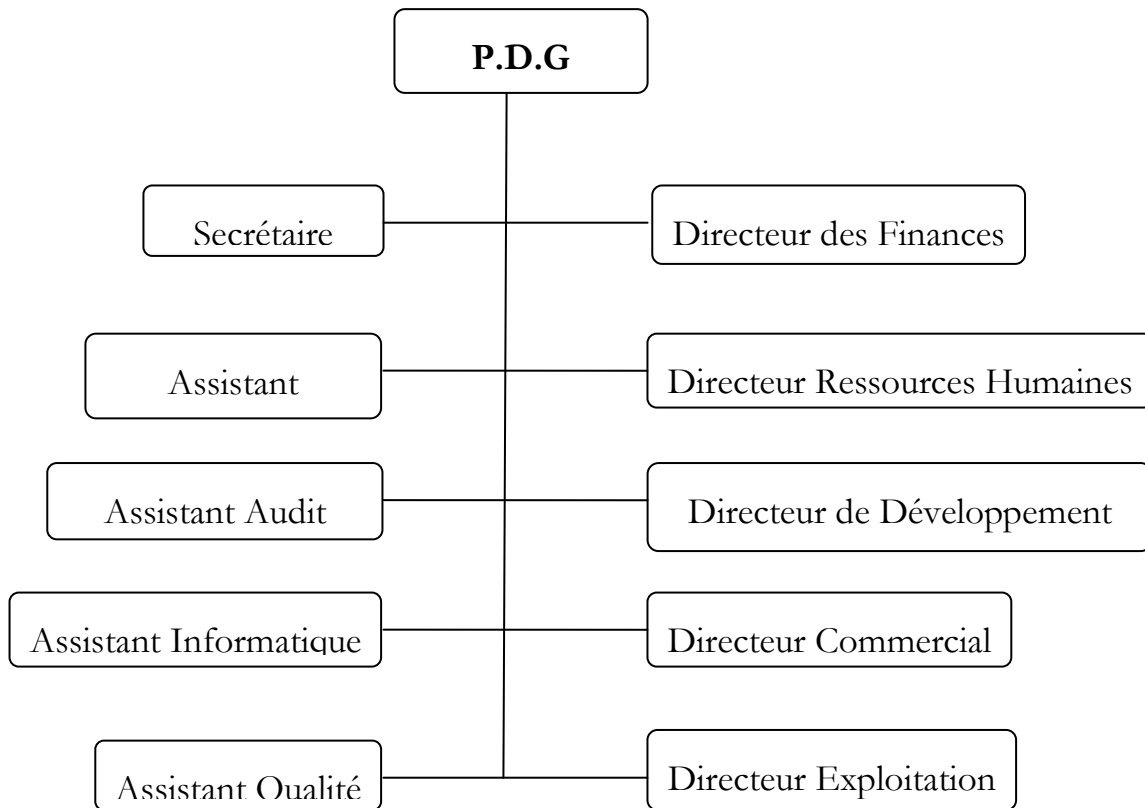 P.D.G
Secrétaire
Directeur des Finances
Assistant
Directeur Ressources Humaines
Assistant Audit
Directeur de Développement
Assistant Informatique
Directeur Commercial
Assistant Qualité
Directeur Exploitation